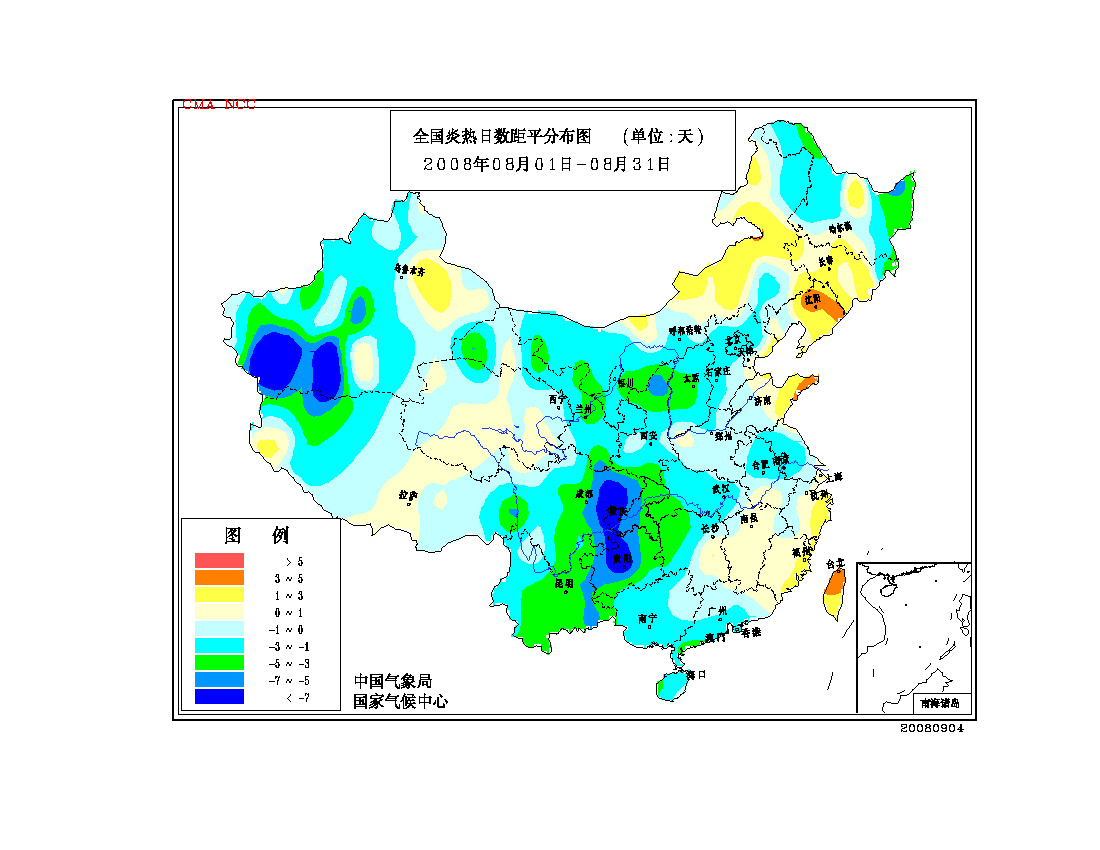 CMA NCC
全国炎热日数距平分布图 (单位:天)
2008年08月01日-08月31日
哈尔滨
长春
乌鲁木齐
沈阳
呼和浩特
北京
天津
银川
太原
石家庄
西宁
济南
兰州
西安
郑州
合肥
南京
上海
拉萨
成都
武汉
杭州
重庆
长沙
南昌
贵阳
福州
台北
昆明
南宁
广州
澳门
香港
海口
图 例
> 5
3 ~ 5
1 ~ 3
0 ~ 1
-1 ~ 0
-3 ~ -1
-5 ~ -3
-7 ~ -5
< -7
中国气象局
国家气候中心
南海诸岛
20080904